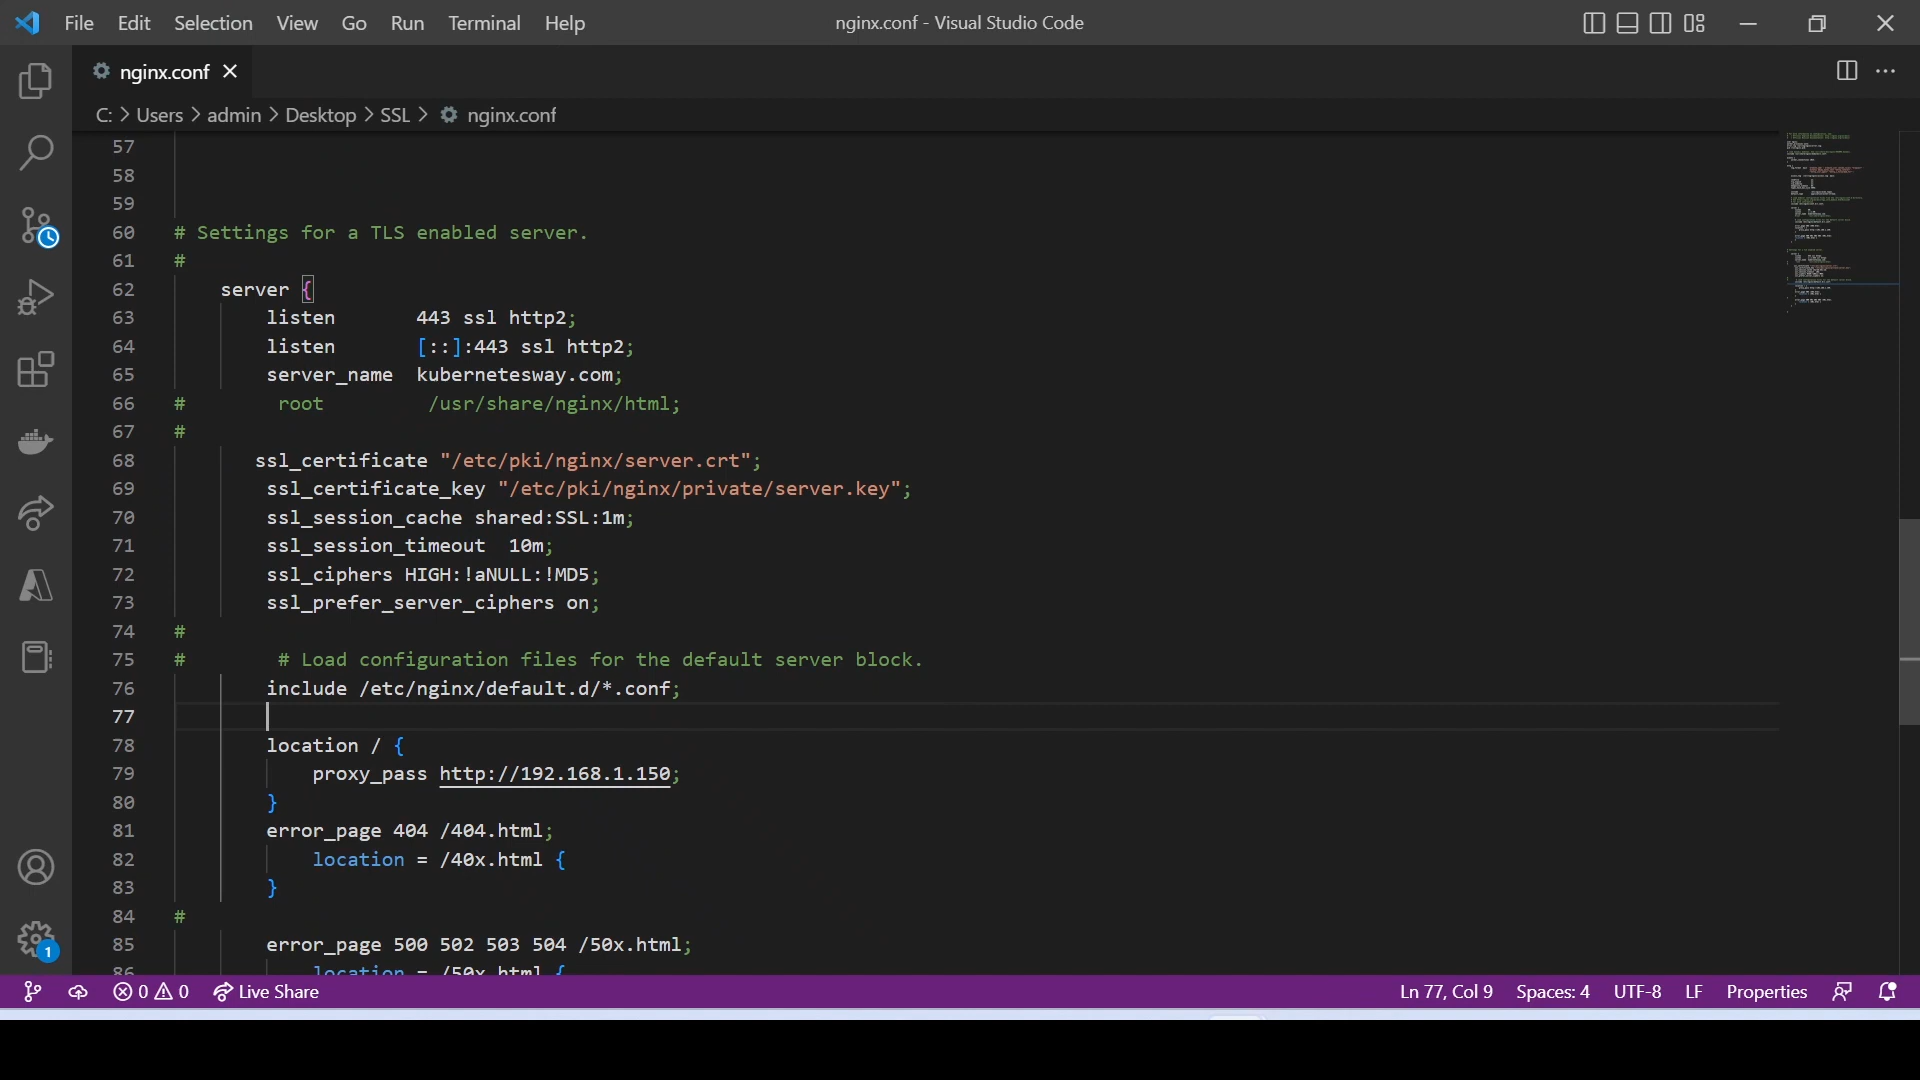 File Edit Selection View Go Run Terminal Help
nginx.conf - Visual Studio Code
nginx.conf
C: > Users > admin > Desktop > SSL > nginx.conf
57
58
59
60 # Settings for a TLS enabled server.
61 #
62 server {
63 listen 443 ssl http2;
64 listen [::]:443 ssl http2;
65 server_name kubernetesway.com;
66 # root /usr/share/nginx/html;
67 #
68 ssl_certificate "/etc/pki/nginx/server.crt";
69 ssl_certificate_key "/etc/pki/nginx/private/server.key";
70 ssl_session_cache shared:SSL:1m;
71 ssl_session_timeout 10m;
72 ssl_ciphers HIGH:!aNULL:!MD5;
73 ssl_prefer_server_ciphers on;
74 #
75 # # Load configuration files for the default server block.
76 include /etc/nginx/default.d/*.conf;
77
78 location / {
79 proxy_pass http://192.168.1.150;
80 }
81 error_page 404 /404.html;
82 location = /40x.html {
83 }
84 #
85 error_page 500 502 503 504 /50x.html;
86 location = /50x.html {
1
0 0 Live Share
Ln 77, Col 9 Spaces: 4 UTF-8 LF Properties